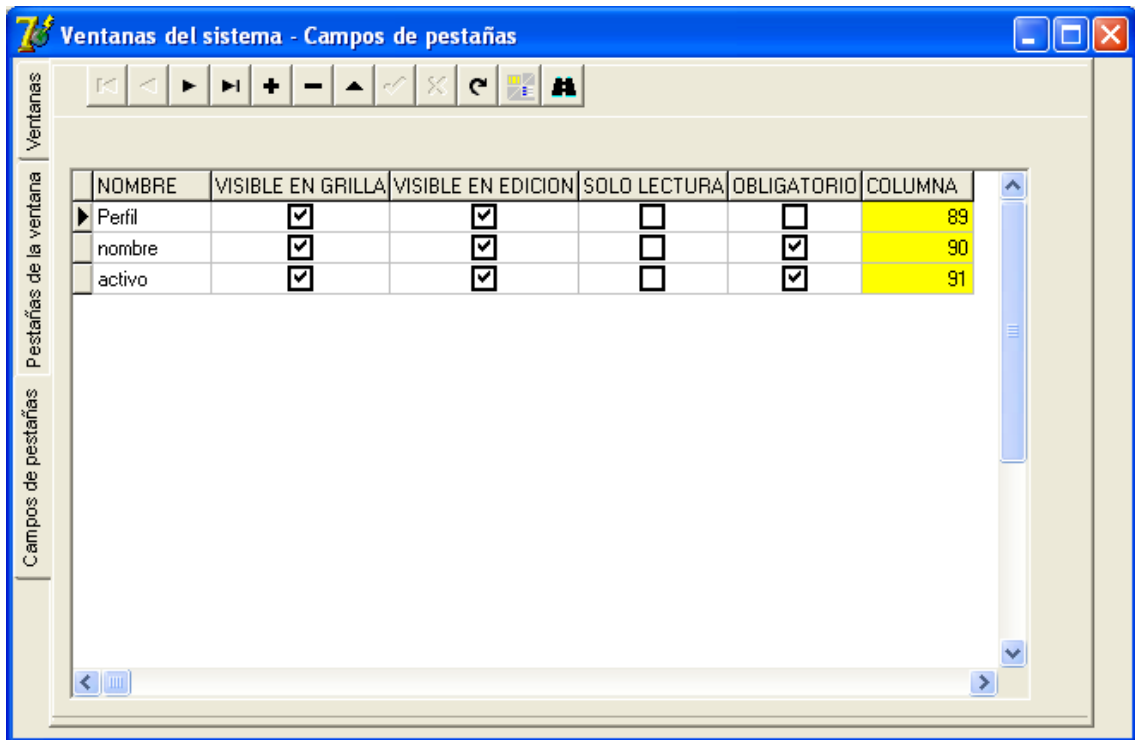 Ventanas del sistema - Campos de pestañas
Ventanas
Pestañas de la ventana
Campos de pestañas
NOMBRE VISIBLE EN GRILLA VISIBLE EN EDICION SOLO LECTURA OBLIGATORIO COLUMNA
Perfil 89
nombre 90
activo 91